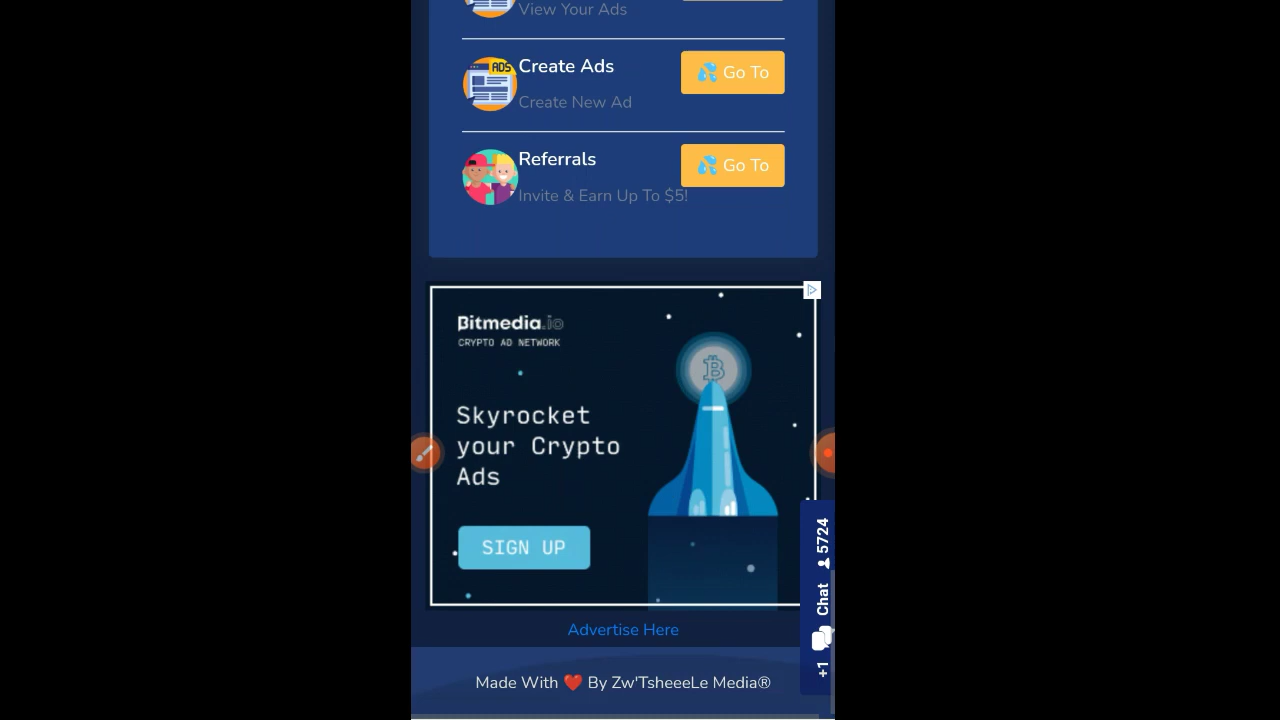 View Your Ads
ADS
Create Ads
💦 Go To
Create New Ad
Referrals
💦 Go To
Invite & Earn Up To $5!
Bitmedia.io
CRYPTO AD NETWORK
Skyrocket
your Crypto
Ads
SIGN UP
5724
Chat
+1
Advertise Here
Made With ❤️ By Zw'TsheeeLe Media®